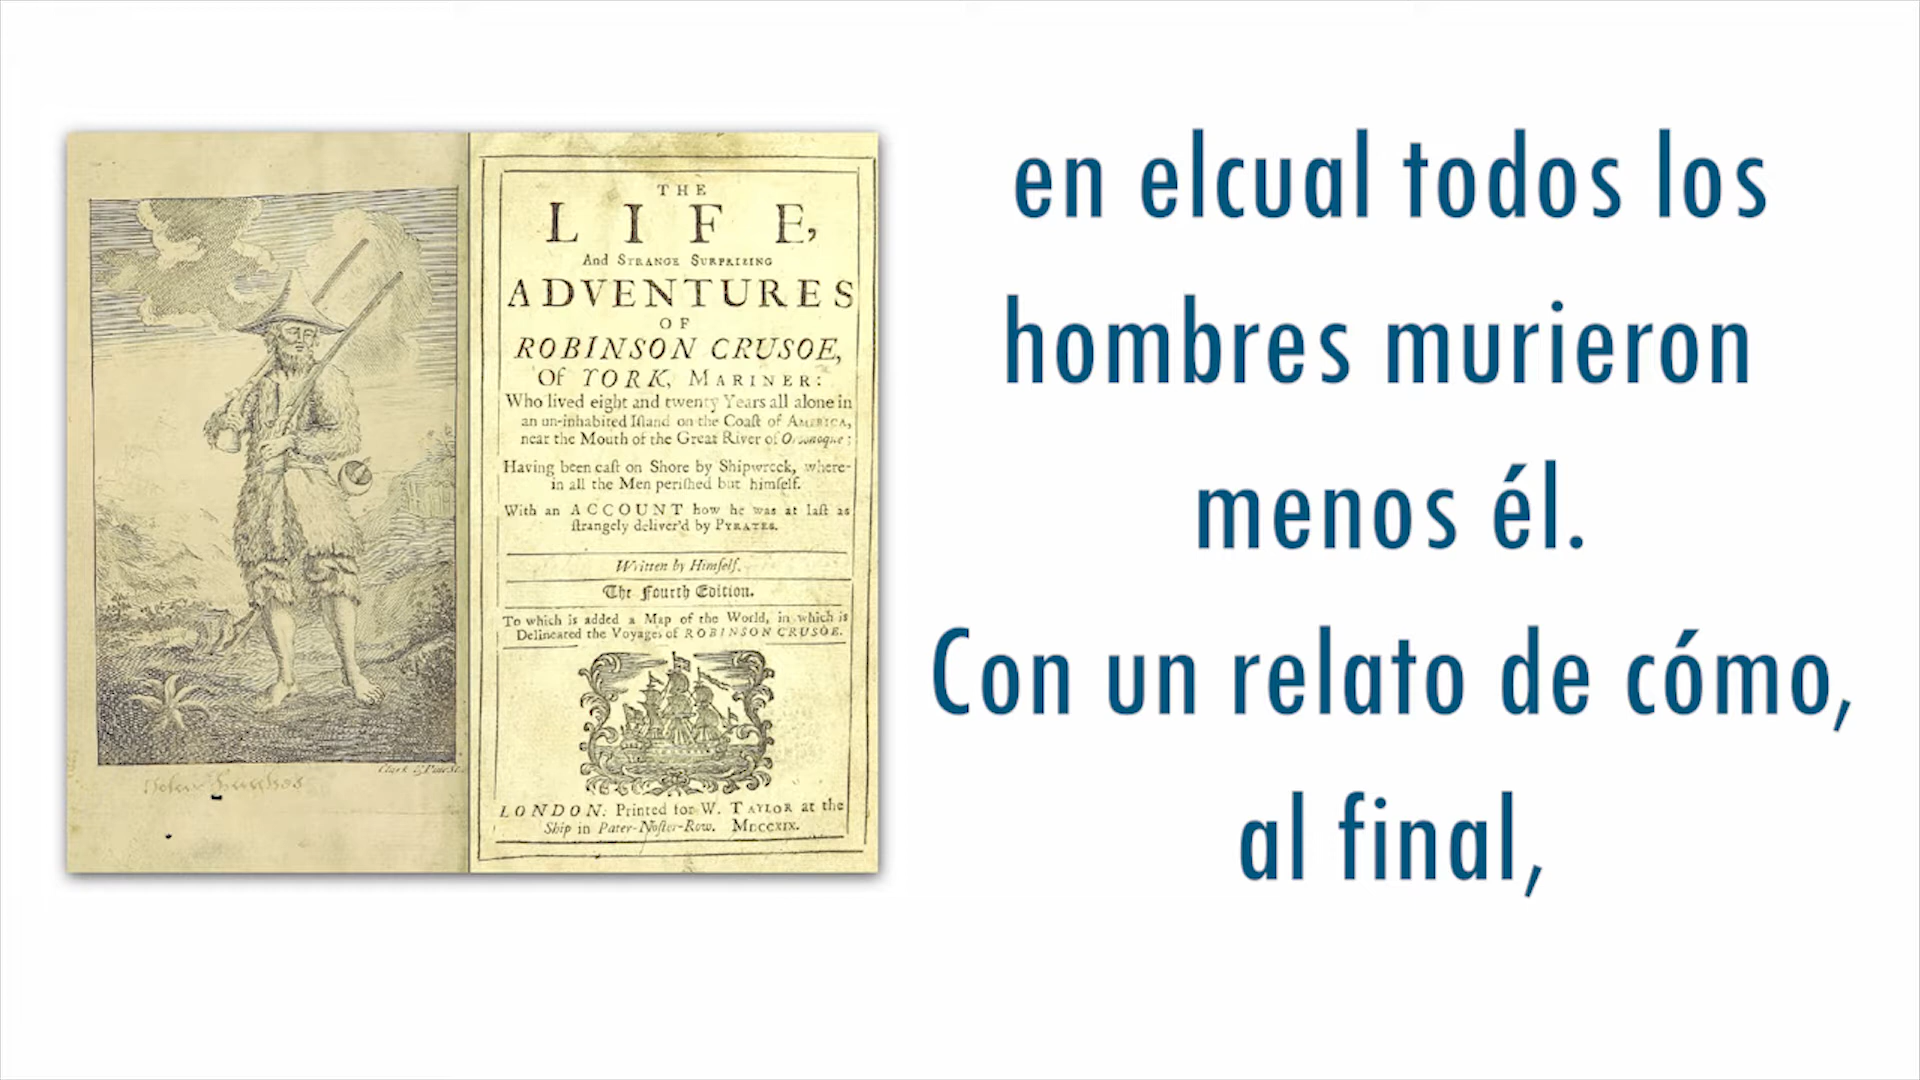 THE
LIFE,
And STRANGE SURPRIZING
ADVENTURES
OF
ROBINSON CRUSOE,
Of YORK, MARINER:
Who lived eight and twenty Years all alone in
an un-inhabited Iſland on the Coaſt of AMERICA,
near the Mouth of the Great River of Oroonoque;
Having been caſt on Shore by Shipwreck, where-
in all the Men periſhed but himſelf.
With an ACCOUNT how he was at laſt as
ſtrangely deliver'd by PYRATES.
Written by Himſelf.
The Fourth Edition.
To which is added a Map of the World, in which is
Delineated the Voyages of ROBINSON CRUSOE.
LONDON: Printed for W. TAYLOR at the
Ship in Pater-Noſter-Row. MDCCXIX.
Clark & Pine Sc.
en elcual todos los
hombres murieron
menos él.
Con un relato de cómo,
al final,